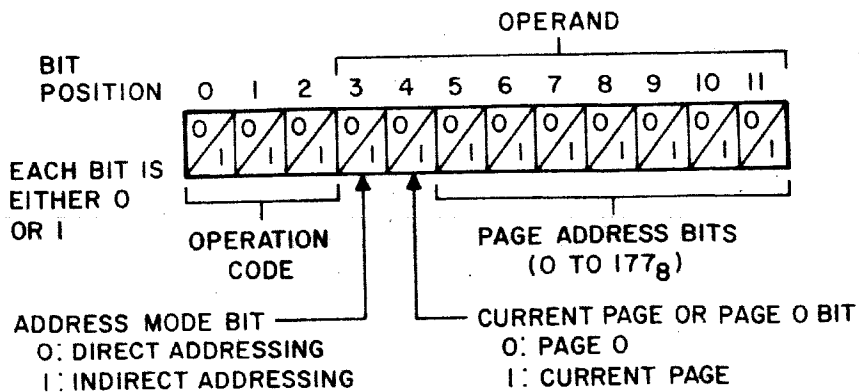 OPERAND
BIT
POSITION 0 1 2 3 4 5 6 7 8 9 10 11
0 0 0 0 0 0 0 0 0 0 0 0
1 1 1 1 1 1 1 1 1 1 1 1
EACH BIT IS
EITHER 0
OR 1
OPERATION
CODE
PAGE ADDRESS BITS
(0 TO 177₈)
ADDRESS MODE BIT
0: DIRECT ADDRESSING
1: INDIRECT ADDRESSING
CURRENT PAGE OR PAGE 0 BIT
0: PAGE 0
1: CURRENT PAGE